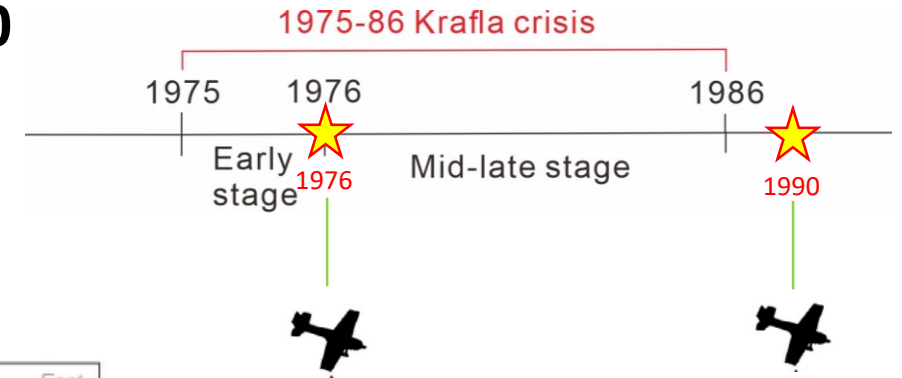 1975-86 Krafla crisis
1975 1976 1986
Early
stage
Mid-late stage
1976
1990